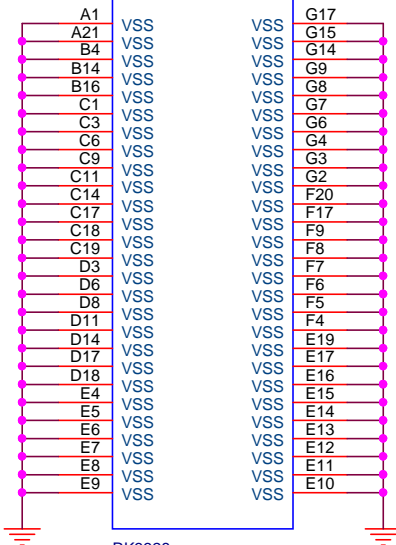 A1 VSS VSS G17
A21 VSS VSS G15
B4 VSS VSS G14
B14 VSS VSS G9
B16 VSS VSS G8
C1 VSS VSS G7
C3 VSS VSS G6
C6 VSS VSS G4
C9 VSS VSS G3
C11 VSS VSS G2
C14 VSS VSS F20
C17 VSS VSS F17
C18 VSS VSS F9
C19 VSS VSS F8
D3 VSS VSS F7
D6 VSS VSS F6
D8 VSS VSS F5
D11 VSS VSS F4
D14 VSS VSS E19
D17 VSS VSS E17
D18 VSS VSS E16
E4 VSS VSS E15
E5 VSS VSS E14
E6 VSS VSS E13
E7 VSS VSS E12
E8 VSS VSS E11
E9 VSS VSS E10